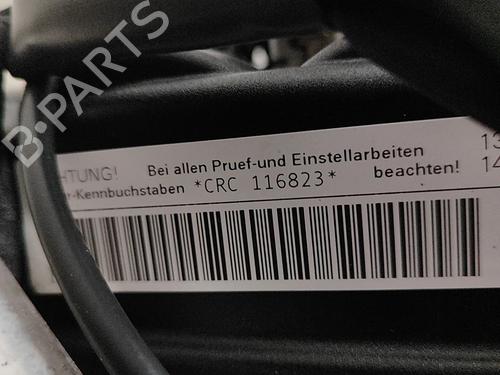 B-PARTS
HTUNG! Bei allen Pruef-und Einstellarbeiten 13
r-Kennbuchstaben *CRC 116823* beachten! 14